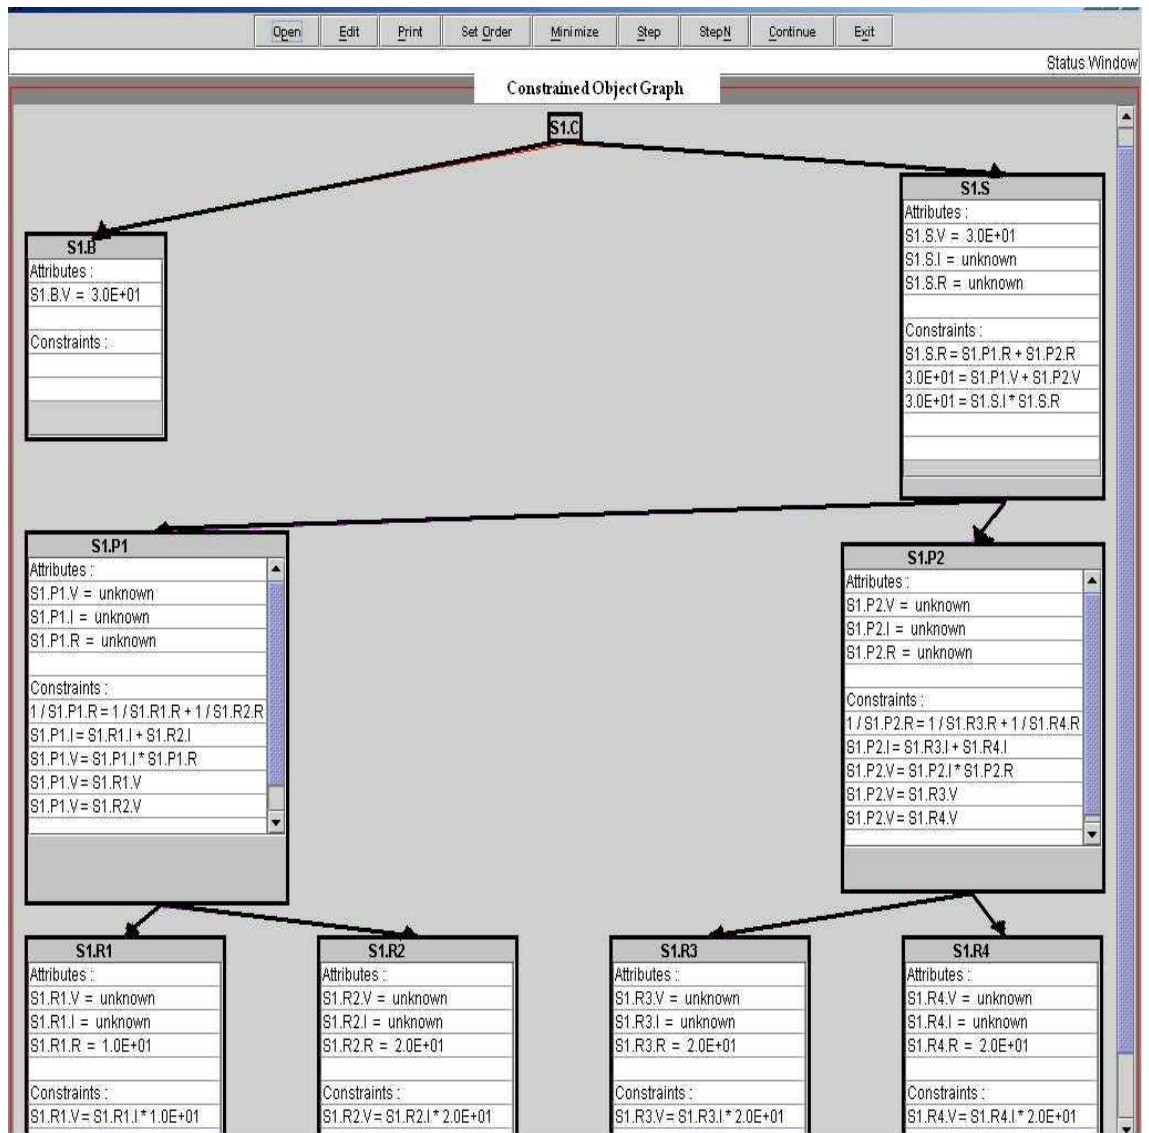 Open Edit Print Set Order Minimize Step StepN Continue Exit
Status Window
Constrained Object Graph
S1.C
S1.B
Attributes :
S1.B.V = 3.0E+01
Constraints :
S1.S
Attributes :
S1.S.V = 3.0E+01
S1.S.I = unknown
S1.S.R = unknown
Constraints :
S1.S.R = S1.P1.R + S1.P2.R
3.0E+01 = S1.P1.V + S1.P2.V
3.0E+01 = S1.S.I * S1.S.R
S1.P1
Attributes :
S1.P1.V = unknown
S1.P1.I = unknown
S1.P1.R = unknown
Constraints :
1 / S1.P1.R = 1 / S1.R1.R + 1 / S1.R2.R
S1.P1.I = S1.R1.I + S1.R2.I
S1.P1.V = S1.P1.I * S1.P1.R
S1.P1.V = S1.R1.V
S1.P1.V = S1.R2.V
S1.P2
Attributes :
S1.P2.V = unknown
S1.P2.I = unknown
S1.P2.R = unknown
Constraints :
1 / S1.P2.R = 1 / S1.R3.R + 1 / S1.R4.R
S1.P2.I = S1.R3.I + S1.R4.I
S1.P2.V = S1.P2.I * S1.P2.R
S1.P2.V = S1.R3.V
S1.P2.V = S1.R4.V
S1.R1
Attributes :
S1.R1.V = unknown
S1.R1.I = unknown
S1.R1.R = 1.0E+01
Constraints :
S1.R1.V = S1.R1.I * 1.0E+01
S1.R2
Attributes :
S1.R2.V = unknown
S1.R2.I = unknown
S1.R2.R = 2.0E+01
Constraints :
S1.R2.V = S1.R2.I * 2.0E+01
S1.R3
Attributes :
S1.R3.V = unknown
S1.R3.I = unknown
S1.R3.R = 2.0E+01
Constraints :
S1.R3.V = S1.R3.I * 2.0E+01
S1.R4
Attributes :
S1.R4.V = unknown
S1.R4.I = unknown
S1.R4.R = 2.0E+01
Constraints :
S1.R4.V = S1.R4.I * 2.0E+01